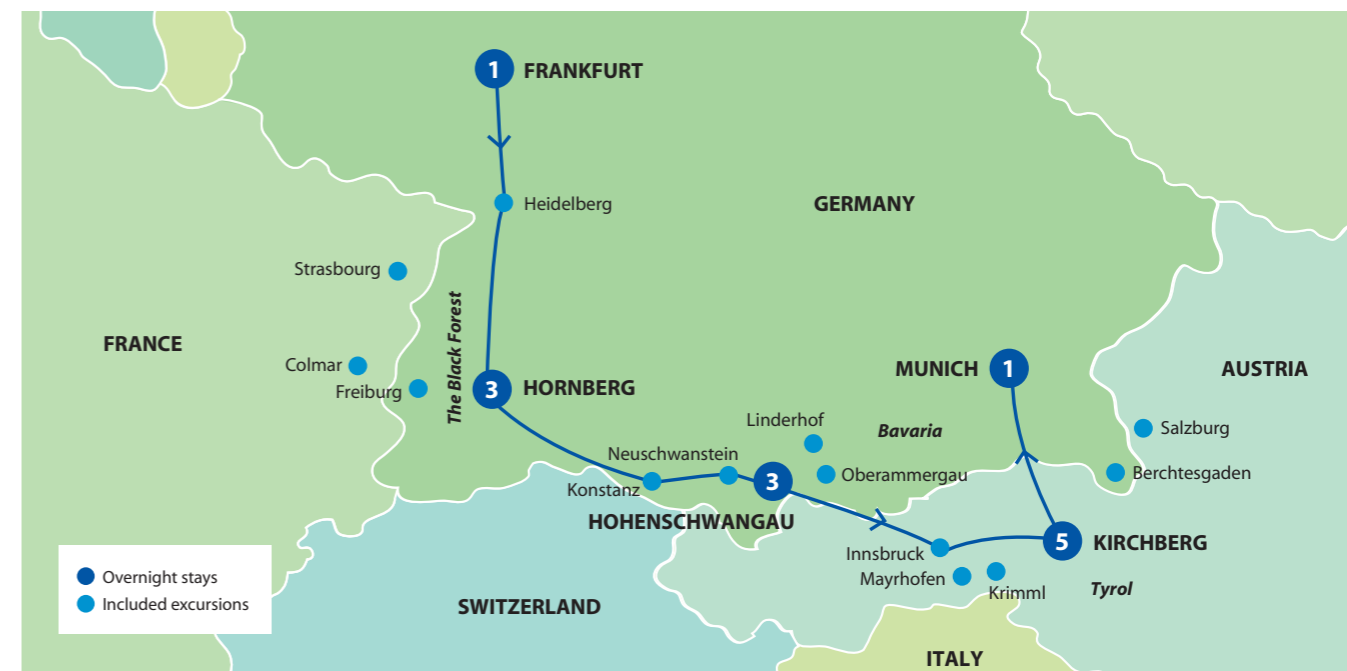 1
FRANKFURT
Heidelberg
GERMANY
Strasbourg
The Black Forest
FRANCE
Colmar
Freiburg
3
HORNBERG
MUNICH
1
AUSTRIA
Linderhof
Bavaria
Salzburg
Neuschwanstein
Konstanz
3
Oberammergau
Berchtesgaden
HOHENSCHWANGAU
Innsbruck
5
KIRCHBERG
Mayrhofen
Krimml
Tyrol
Overnight stays
Included excursions
SWITZERLAND
ITALY